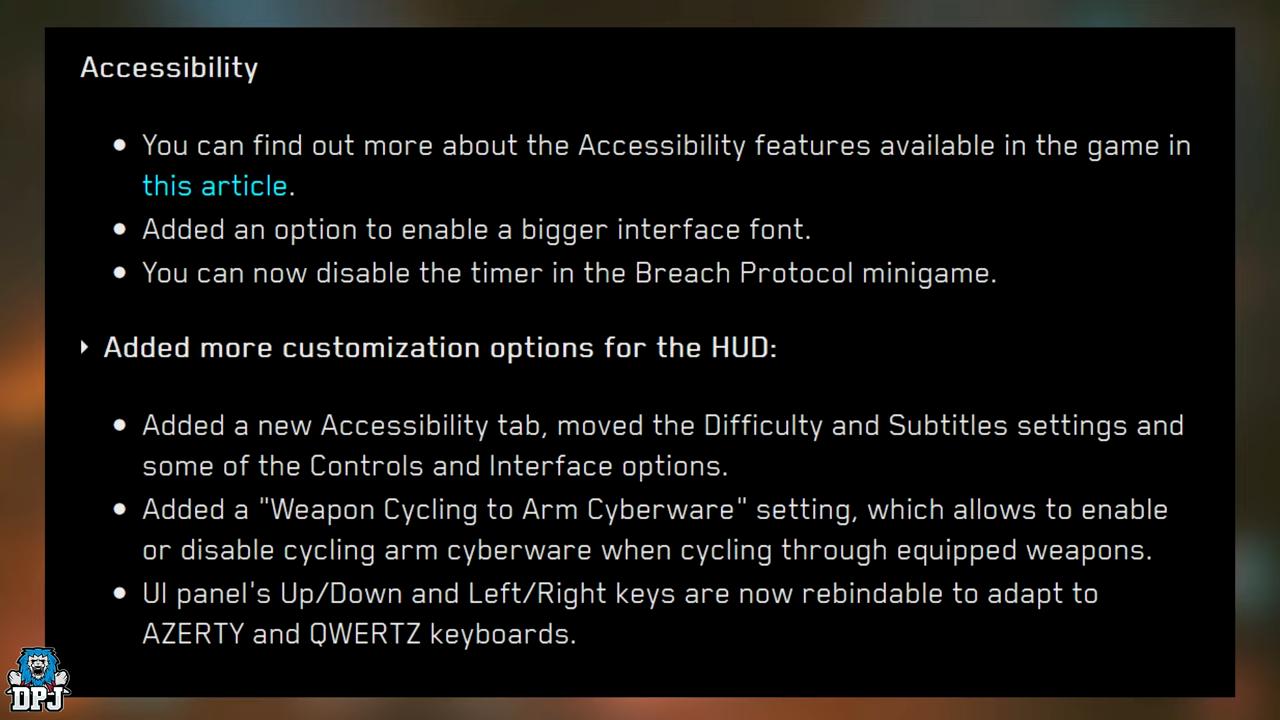 Accessibility
You can find out more about the Accessibility features available in the game in
this article.
Added an option to enable a bigger interface font.
You can now disable the timer in the Breach Protocol minigame.
Added more customization options for the HUD:
Added a new Accessibility tab, moved the Difficulty and Subtitles settings and
some of the Controls and Interface options.
Added a "Weapon Cycling to Arm Cyberware" setting, which allows to enable
or disable cycling arm cyberware when cycling through equipped weapons.
UI panel's Up/Down and Left/Right keys are now rebindable to adapt to
AZERTY and QWERTZ keyboards.
DPJ